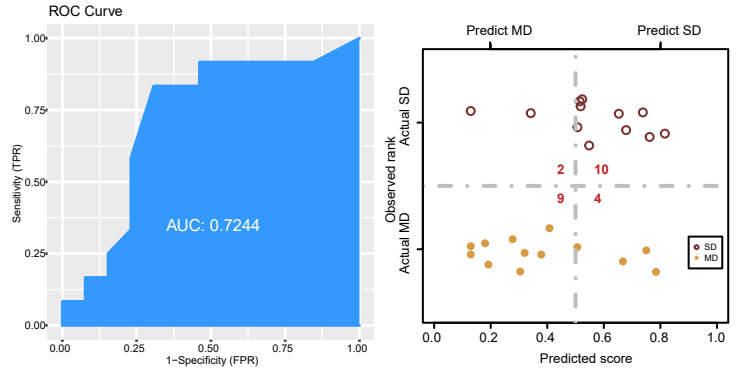 ROC Curve
1.00
0.75
0.50
0.25
0.00
Sensitivity (TPR)
AUC: 0.7244
0.00 0.25 0.50 0.75 1.00
1−Specificity (FPR)
Predict MD Predict SD
Actual SD
Observed rank
Actual MD
2 10
9 4
SD
MD
0.0 0.2 0.4 0.6 0.8 1.0
Predicted score